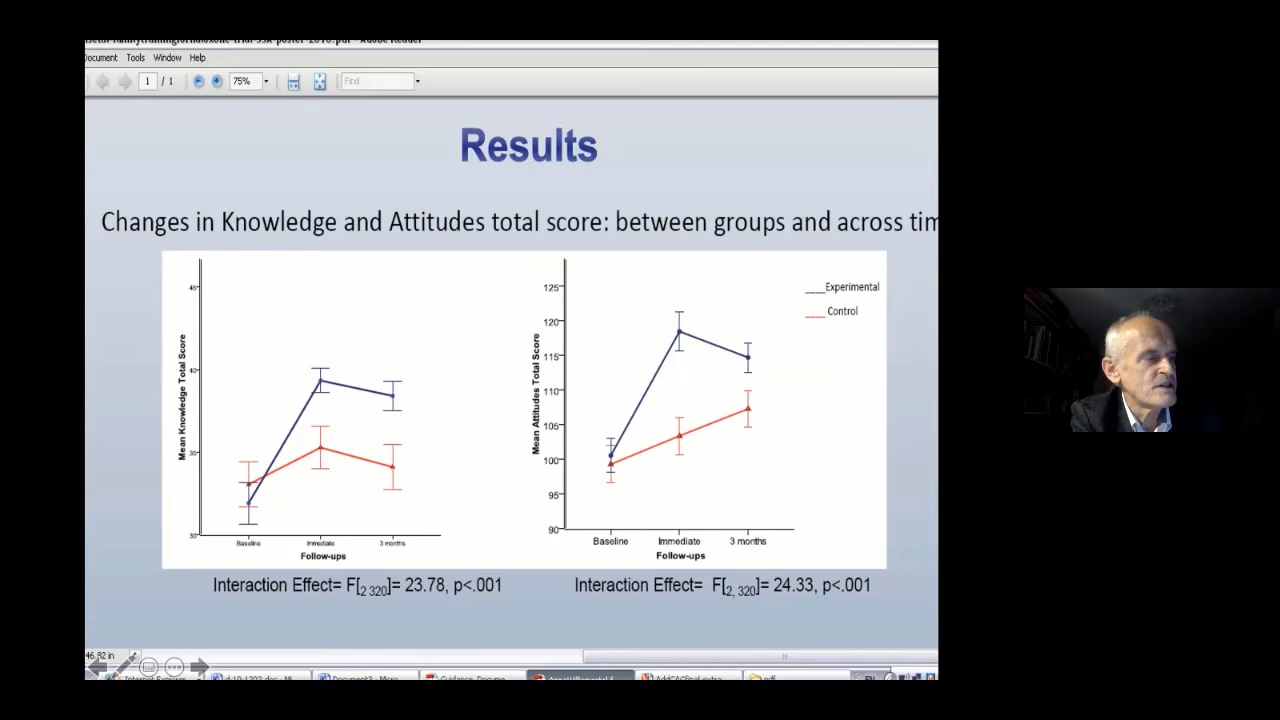 Document Tools Window Help
1 / 1 75% Find
Results
Changes in Knowledge and Attitudes total score: between groups and across tim
Mean Knowledge Total Score
45
40
35
30
Baseline Immediate 3 months
Follow-ups
Mean Attitudes Total Score
125
120
115
110
105
100
95
90
Baseline Immediate 3 months
Follow-ups
Experimental
Control
Interaction Effect= F[2 320]= 23.78, p<.001
Interaction Effect= F[2, 320]= 24.33, p<.001
46.82 in